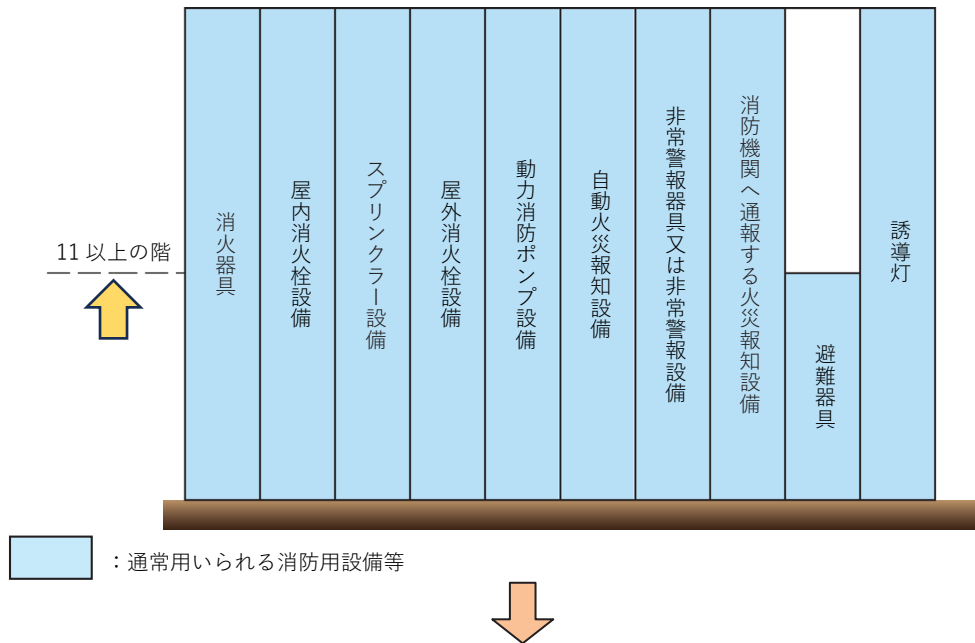 11 以上の階
消火器具
屋内消火栓設備
スプリンクラー設備
屋外消火栓設備
動力消防ポンプ設備
自動火災報知設備
非常警報器具又は非常警報設備
消防機関へ通報する火災報知設備
避難器具
誘導灯
：通常用いられる消防用設備等